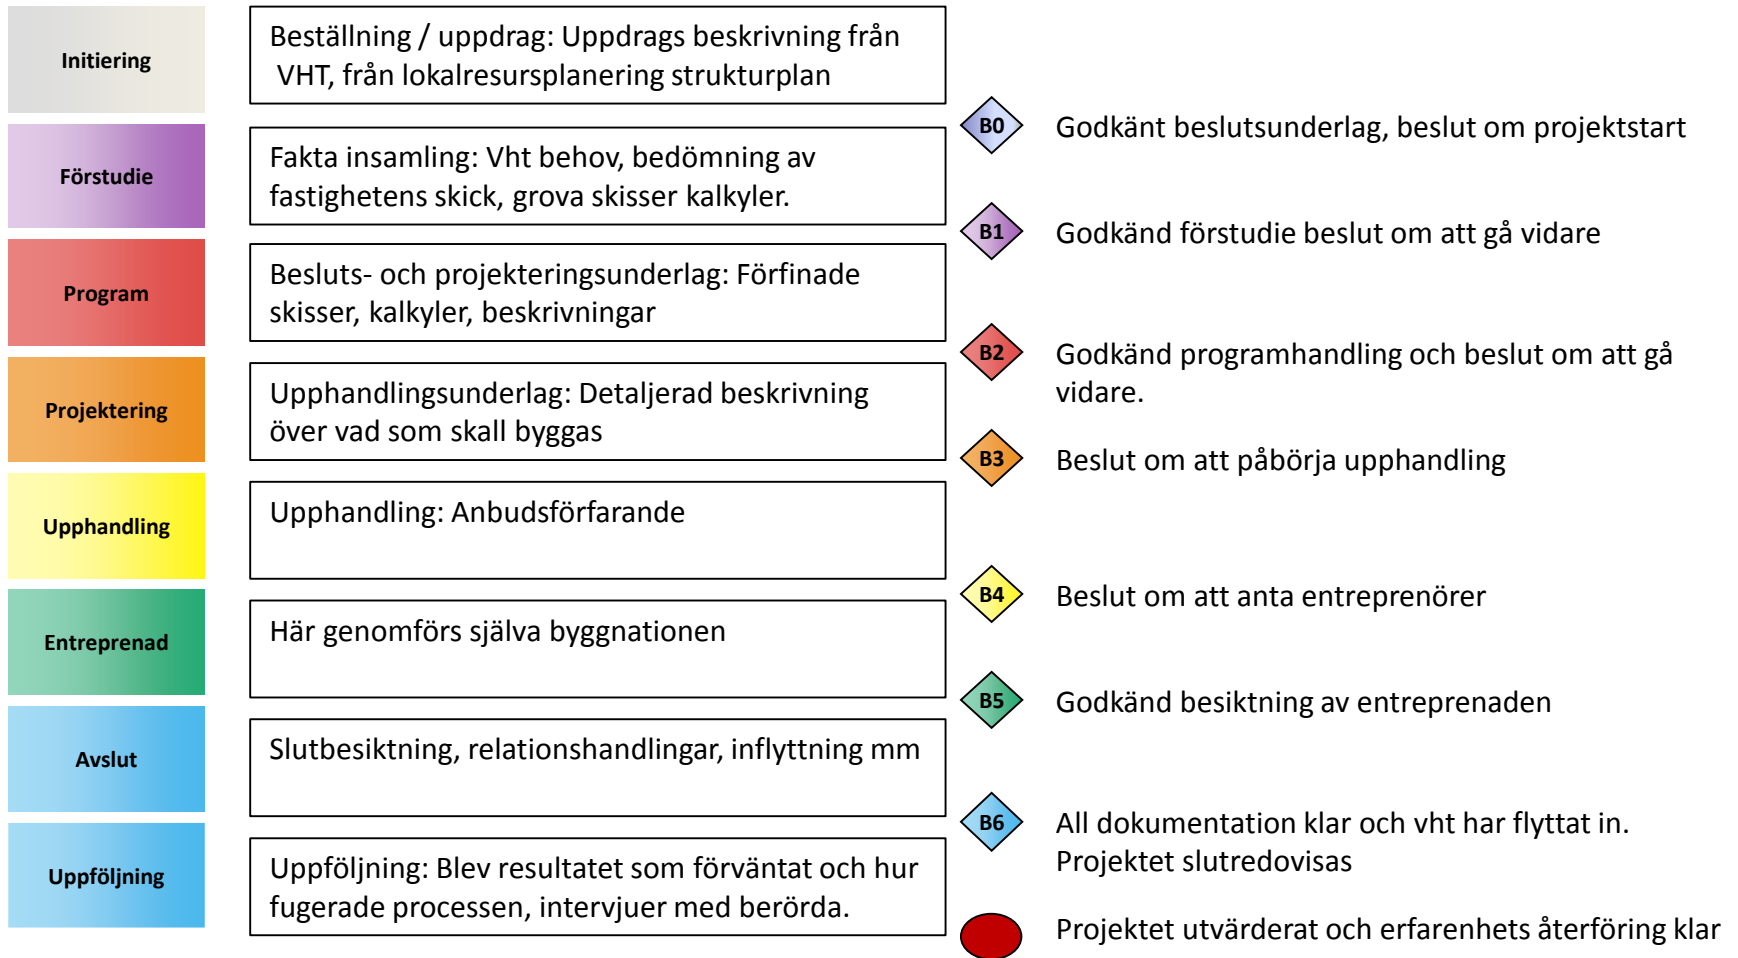 Initiering
Beställning / uppdrag: Uppdrags beskrivning från
VHT, från lokalresursplanering strukturplan
B0
Godkänt beslutsunderlag, beslut om projektstart
Förstudie
Fakta insamling: Vht behov, bedömning av
fastighetens skick, grova skisser kalkyler.
B1
Godkänd förstudie beslut om att gå vidare
Program
Besluts- och projekteringsunderlag: Förfinade
skisser, kalkyler, beskrivningar
B2
Godkänd programhandling och beslut om att gå
vidare.
Projektering
Upphandlingsunderlag: Detaljerad beskrivning
över vad som skall byggas
B3
Beslut om att påbörja upphandling
Upphandling
Upphandling: Anbudsförfarande
B4
Beslut om att anta entreprenörer
Entreprenad
Här genomförs själva byggnationen
B5
Godkänd besiktning av entreprenaden
Avslut
Slutbesiktning, relationshandlingar, inflyttning mm
B6
All dokumentation klar och vht har flyttat in.
Projektet slutredovisas
Uppföljning
Uppföljning: Blev resultatet som förväntat och hur
fugerade processen, intervjuer med berörda.
Projektet utvärderat och erfarenhets återföring klar